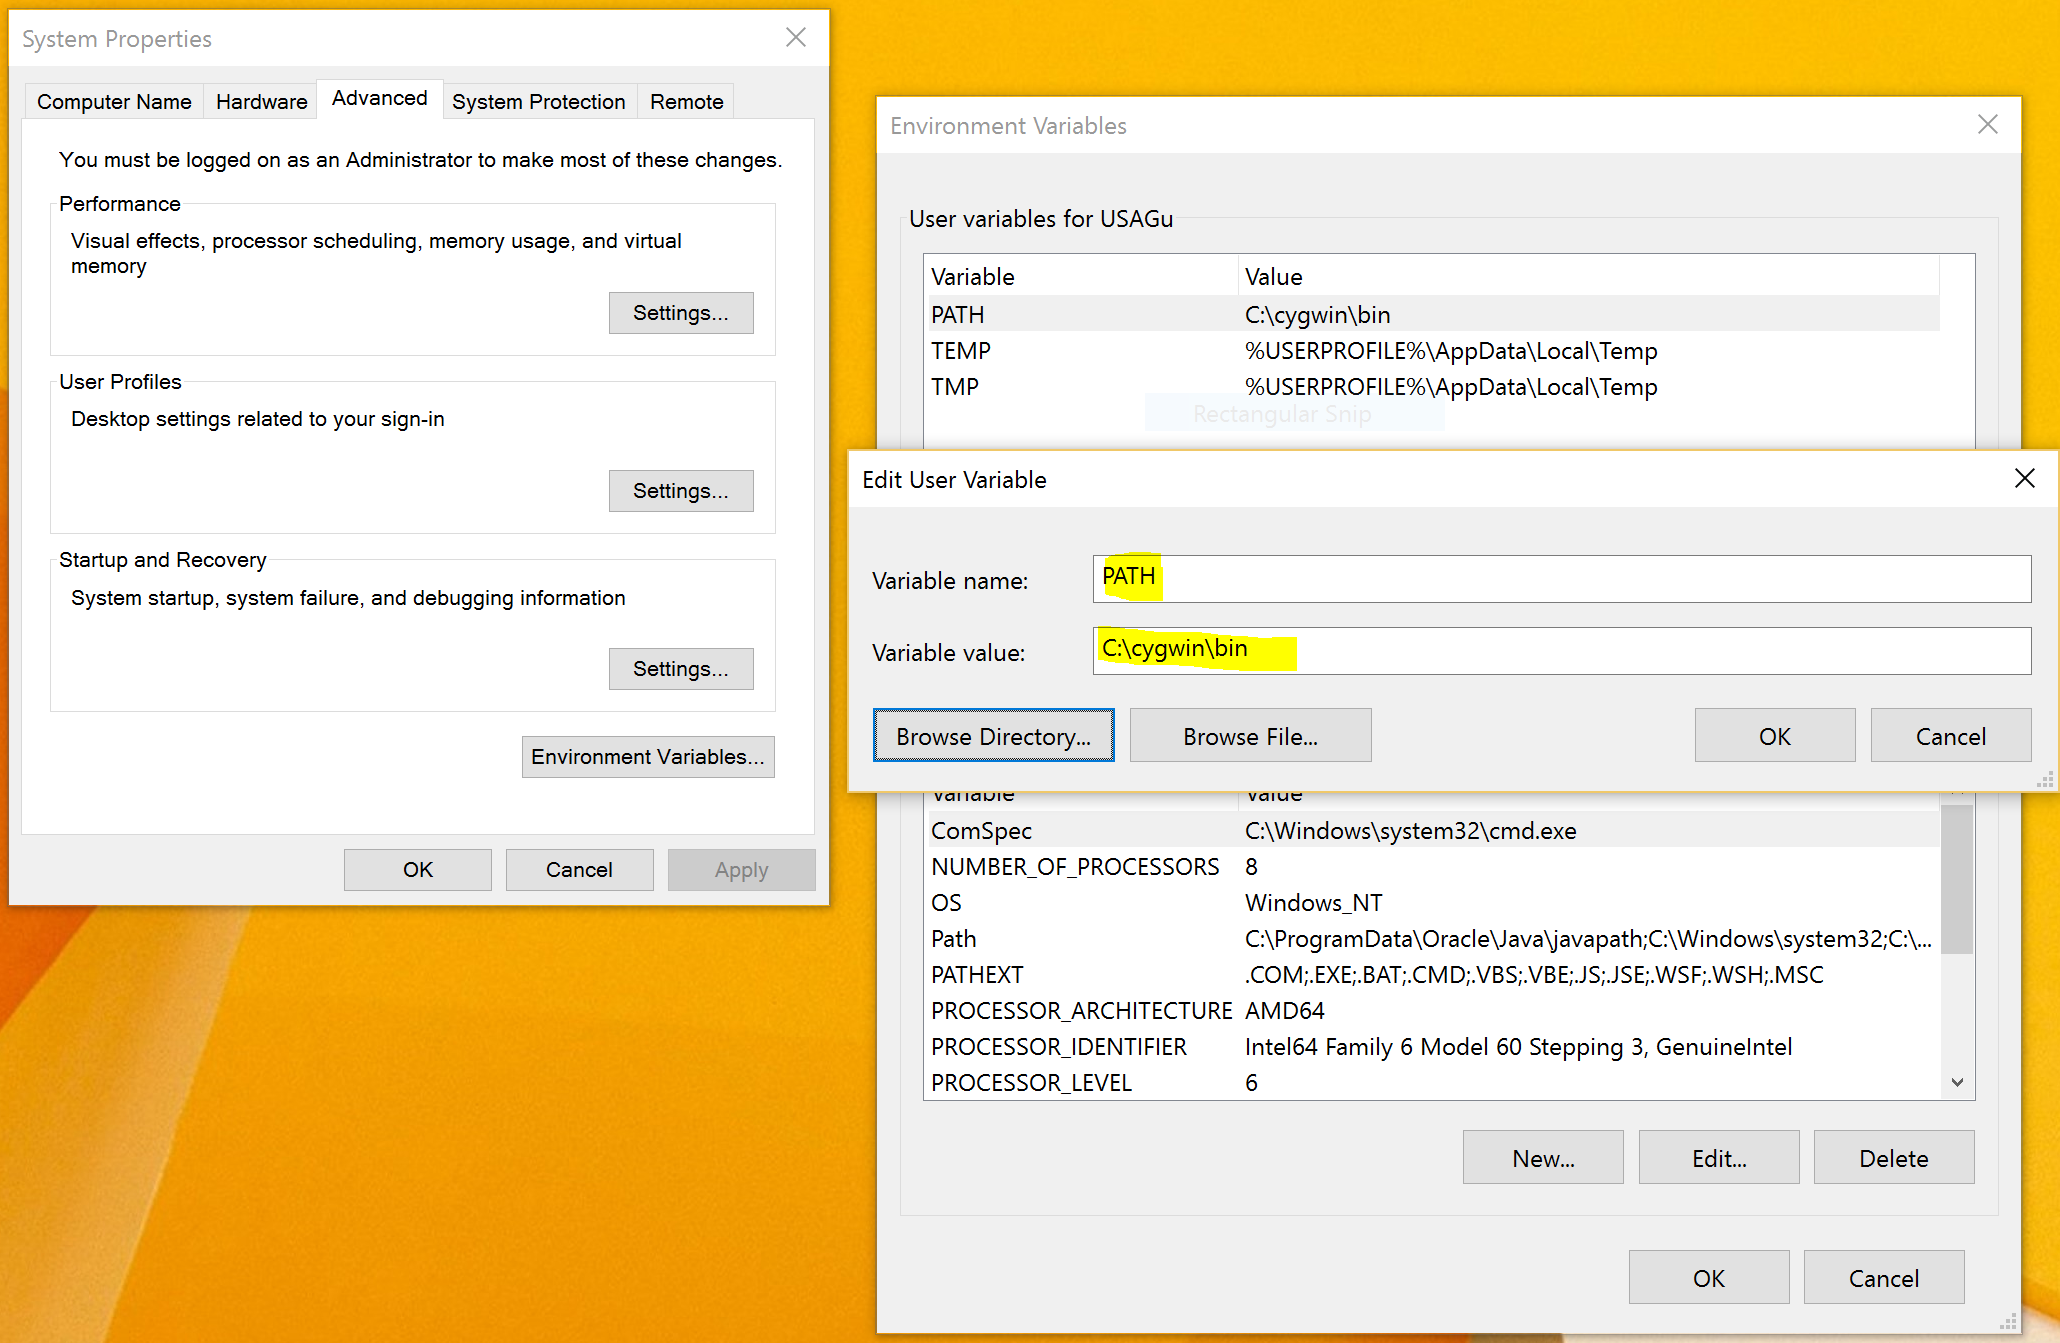 System Properties
Computer Name
Hardware
Advanced
System Protection
Remote
You must be logged on as an Administrator to make most of these changes.
Performance
Visual effects, processor scheduling, memory usage, and virtual
memory
Settings...
User Profiles
Desktop settings related to your sign-in
Settings...
Startup and Recovery
System startup, system failure, and debugging information
Settings...
Environment Variables...
OK
Cancel
Apply
Environment Variables
User variables for USAGu
Variable Value
PATH C:\cygwin\bin
TEMP %USERPROFILE%\AppData\Local\Temp
TMP %USERPROFILE%\AppData\Local\Temp
Rectangular Snip
Edit User Variable
Variable name: PATH
Variable value: C:\cygwin\bin
Browse Directory...
Browse File...
OK
Cancel
Variable Value
ComSpec C:\Windows\system32\cmd.exe
NUMBER_OF_PROCESSORS 8
OS Windows_NT
Path C:\ProgramData\Oracle\Java\javapath;C:\Windows\system32;C:\...
PATHEXT .COM;.EXE;.BAT;.CMD;.VBS;.VBE;.JS;.JSE;.WSF;.WSH;.MSC
PROCESSOR_ARCHITECTURE AMD64
PROCESSOR_IDENTIFIER Intel64 Family 6 Model 60 Stepping 3, GenuineIntel
PROCESSOR_LEVEL 6
New...
Edit...
Delete
OK
Cancel